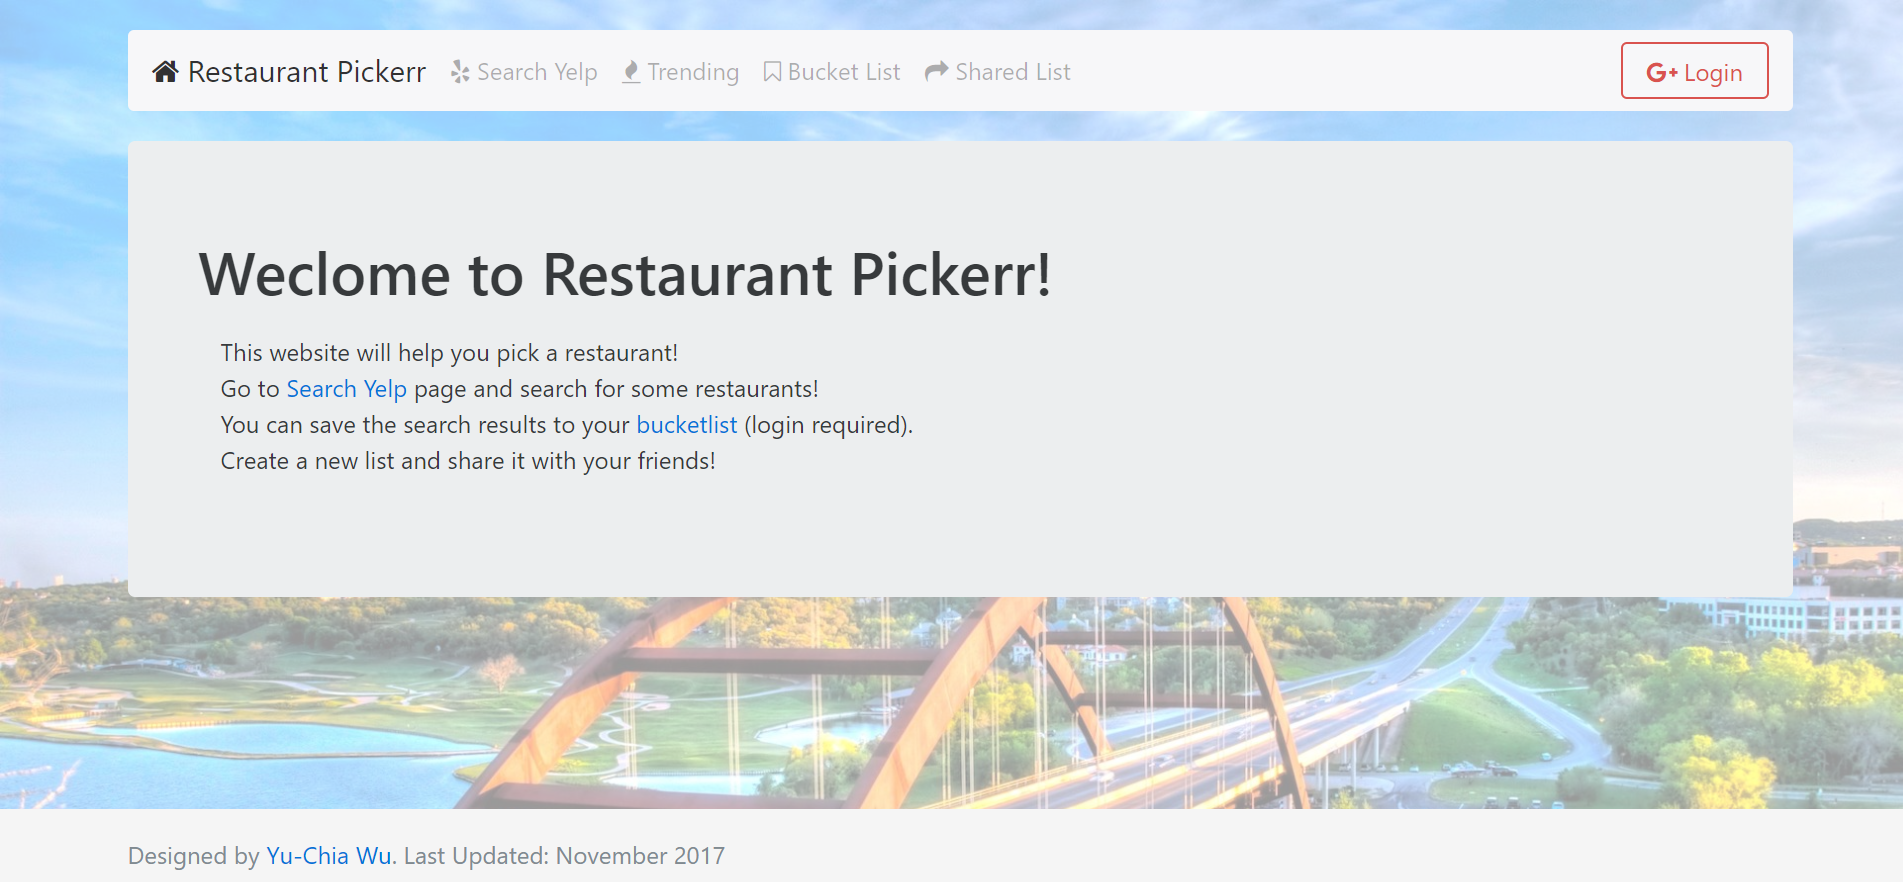 Restaurant Pickerr Search Yelp Trending Bucket List Shared List G+ Login
Weclome to Restaurant Pickerr!
This website will help you pick a restaurant!
Go to Search Yelp page and search for some restaurants!
You can save the search results to your bucketlist (login required).
Create a new list and share it with your friends!
Designed by Yu-Chia Wu. Last Updated: November 2017